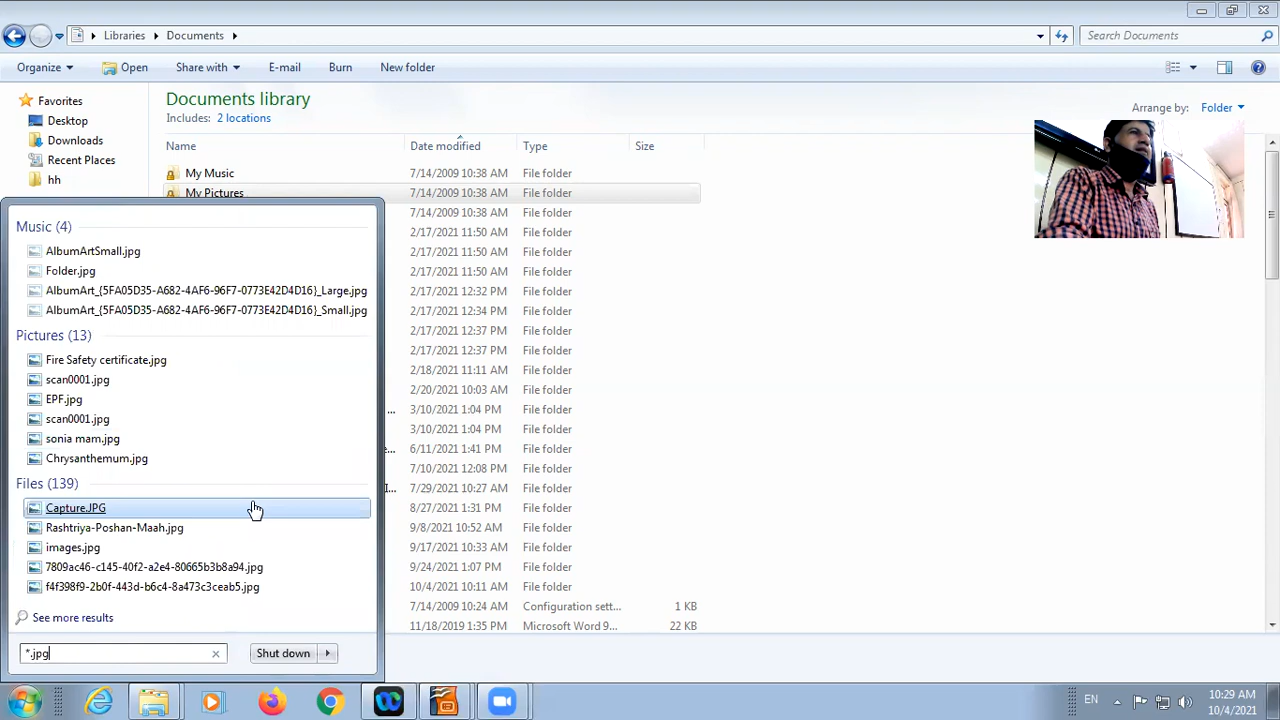 Libraries Documents
Search Documents
Organize Open Share with E-mail Burn New folder
Favorites
Desktop
Downloads
Recent Places
hh
Documents library
Includes: 2 locations
Arrange by: Folder
Name Date modified Type Size
My Music 7/14/2009 10:38 AM File folder
My Pictures 7/14/2009 10:38 AM File folder
7/14/2009 10:38 AM File folder
2/17/2021 11:50 AM File folder
2/17/2021 11:50 AM File folder
2/17/2021 11:50 AM File folder
2/17/2021 12:32 PM File folder
2/17/2021 12:34 PM File folder
2/17/2021 12:37 PM File folder
2/17/2021 12:37 PM File folder
2/18/2021 11:11 AM File folder
2/20/2021 10:03 AM File folder
... 3/10/2021 1:04 PM File folder
3/10/2021 1:04 PM File folder
... 6/11/2021 1:41 PM File folder
7/10/2021 12:08 PM File folder
... 7/29/2021 10:27 AM File folder
8/27/2021 1:31 PM File folder
9/8/2021 10:52 AM File folder
9/17/2021 10:33 AM File folder
9/24/2021 1:07 PM File folder
10/4/2021 10:11 AM File folder
7/14/2009 10:24 AM Configuration sett... 1 KB
11/18/2019 1:35 PM Microsoft Word 9... 22 KB
Music (4)
AlbumArtSmall.jpg
Folder.jpg
AlbumArt_{5FA05D35-A682-4AF6-96F7-0773E42D4D16}_Large.jpg
AlbumArt_{5FA05D35-A682-4AF6-96F7-0773E42D4D16}_Small.jpg
Pictures (13)
Fire Safety certificate.jpg
scan0001.jpg
EPF.jpg
scan0001.jpg
sonia mam.jpg
Chrysanthemum.jpg
Files (139)
Capture.JPG
Rashtriya-Poshan-Maah.jpg
images.jpg
7809ac46-c145-40f2-a2e4-80665b3b8a94.jpg
f4f398f9-2b0f-443d-b6c4-8a473c3ceab5.jpg
See more results
*.jpg
Shut down
EN
10:29 AM
10/4/2021